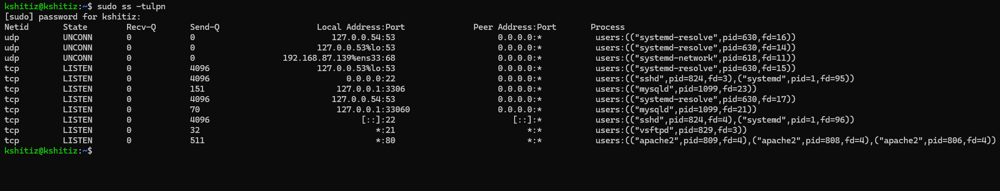 kshitiz@kshitiz:~$ sudo ss -tulpn
[sudo] password for kshitiz:
Netid State Recv-Q Send-Q Local Address:Port Peer Address:Port Process
udp UNCONN 0 0 127.0.0.54:53 0.0.0.0:* users:(("systemd-resolve",pid=630,fd=16))
udp UNCONN 0 0 127.0.0.53%lo:53 0.0.0.0:* users:(("systemd-resolve",pid=630,fd=14))
udp UNCONN 0 0 192.168.87.139%ens33:68 0.0.0.0:* users:(("systemd-network",pid=618,fd=11))
tcp LISTEN 0 4096 127.0.0.53%lo:53 0.0.0.0:* users:(("systemd-resolve",pid=630,fd=15))
tcp LISTEN 0 4096 0.0.0.0:22 0.0.0.0:* users:(("sshd",pid=824,fd=3),("systemd",pid=1,fd=95))
tcp LISTEN 0 151 127.0.0.1:3306 0.0.0.0:* users:(("mysqld",pid=1099,fd=23))
tcp LISTEN 0 4096 127.0.0.54:53 0.0.0.0:* users:(("systemd-resolve",pid=630,fd=17))
tcp LISTEN 0 70 127.0.0.1:33060 0.0.0.0:* users:(("mysqld",pid=1099,fd=21))
tcp LISTEN 0 4096 [::]:22 [::]:* users:(("sshd",pid=824,fd=4),("systemd",pid=1,fd=96))
tcp LISTEN 0 32 *:21 *:* users:(("vsftpd",pid=829,fd=3))
tcp LISTEN 0 511 *:80 *:* users:(("apache2",pid=809,fd=4),("apache2",pid=808,fd=4),("apache2",pid=806,fd=4))
kshitiz@kshitiz:~$